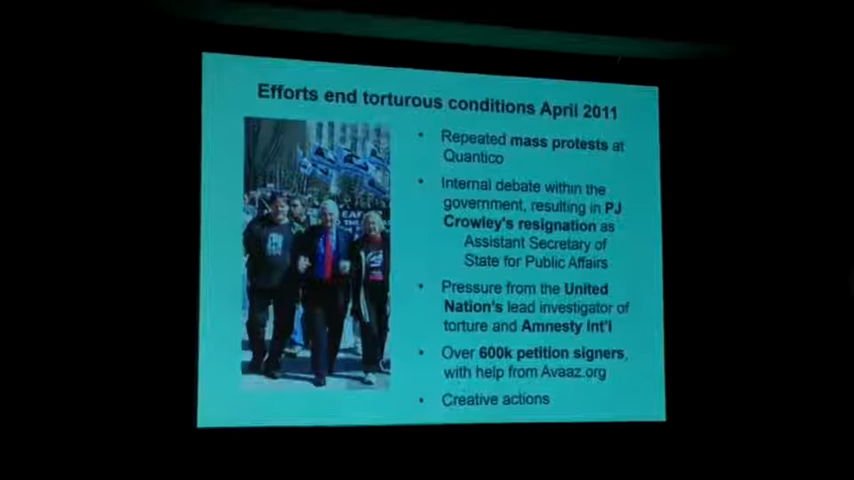 Efforts end torturous conditions April 2011
• Repeated mass protests at
Quantico
• Internal debate within the
government, resulting in PJ
Crowley's resignation as
Assistant Secretary of
State for Public Affairs
• Pressure from the United
Nation's lead investigator of
torture and Amnesty Int'l
• Over 600k petition signers,
with help from Avaaz.org
• Creative actions